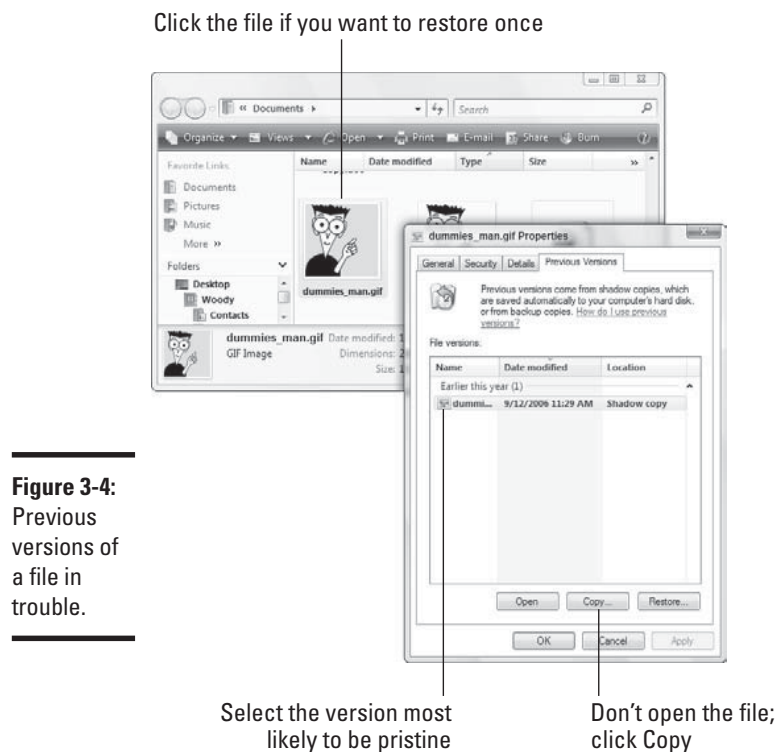 Click the file if you want to restore once
« Documents
Search
Organize Views Open Print E-mail Share Burn
Favorite Links
Documents
Pictures
Music
More »
Folders
Desktop
Woody
Contacts
Name Date modified Type Size »
dummies_man.gif
dummies_man.gif Date modified: 1
GIF Image Dimensions: 2
Size: 1
dummies_man.gif Properties
General Security Details Previous Versions
Previous versions come from shadow copies, which
are saved automatically to your computer's hard disk,
or from backup copies. How do I use previous
versions?
File versions:
Name Date modified Location
Earlier this year (1)
dummi... 9/12/2006 11:29 AM Shadow copy
Open Copy... Restore...
OK Cancel Apply
Figure 3-4:
Previous
versions of
a file in
trouble.
Select the version most
likely to be pristine
Don't open the file;
click Copy